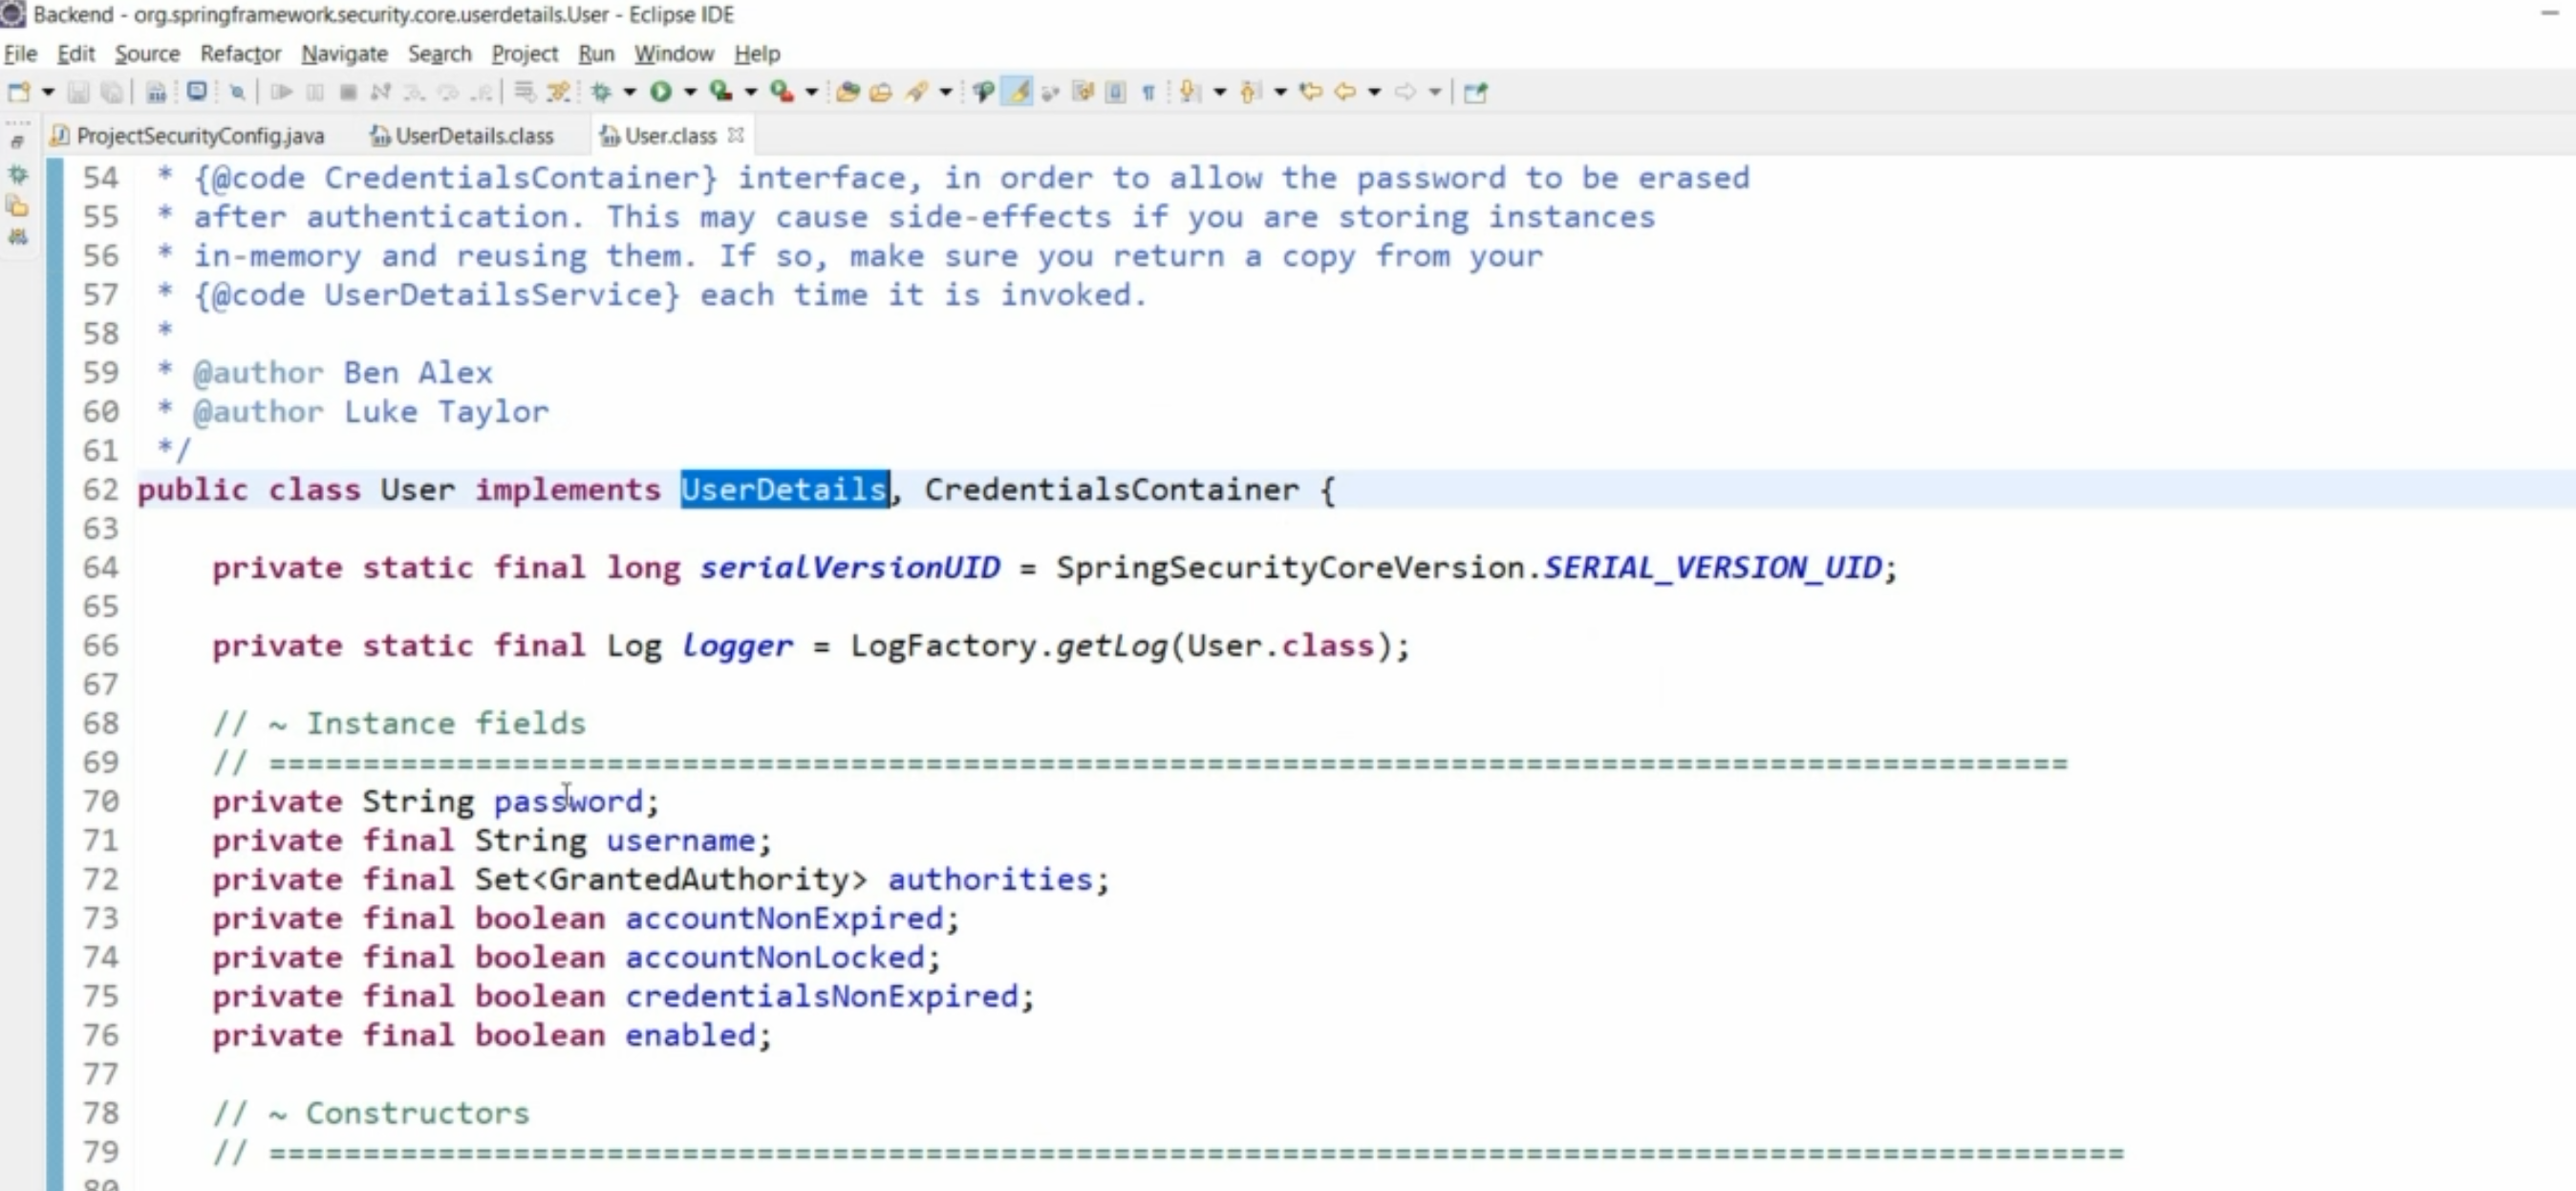 Backend - org.springframework.security.core.userdetails.User - Eclipse IDE
File Edit Source Refactor Navigate Search Project Run Window Help
ProjectSecurityConfig.java UserDetails.class User.class
54 * {@code CredentialsContainer} interface, in order to allow the password to be erased
55 * after authentication. This may cause side-effects if you are storing instances
56 * in-memory and reusing them. If so, make sure you return a copy from your
57 * {@code UserDetailsService} each time it is invoked.
58 *
59 * @author Ben Alex
60 * @author Luke Taylor
61 */
62 public class User implements UserDetails, CredentialsContainer {
63
64 private static final long serialVersionUID = SpringSecurityCoreVersion.SERIAL_VERSION_UID;
65
66 private static final Log logger = LogFactory.getLog(User.class);
67
68 // ~ Instance fields
69 // ================================================================================================
70 private String password;
71 private final String username;
72 private final Set<GrantedAuthority> authorities;
73 private final boolean accountNonExpired;
74 private final boolean accountNonLocked;
75 private final boolean credentialsNonExpired;
76 private final boolean enabled;
77
78 // ~ Constructors
79 // ===================================================================================================
80